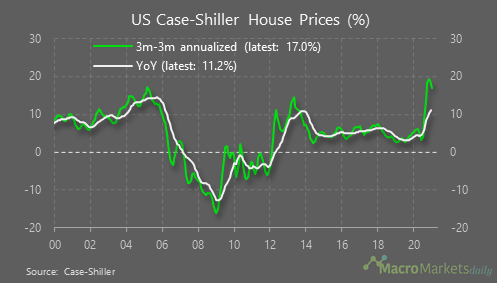 US Case-Shiller House Prices (%)
30 30
3m-3m annualized (latest: 17.0%)
YoY (latest: 11.2%)
20 20
10 10
0 0
-10 -10
-20 -20
00 02 04 06 08 10 12 14 16 18 20
Source: Case-Shiller
MacroMarketsdaily